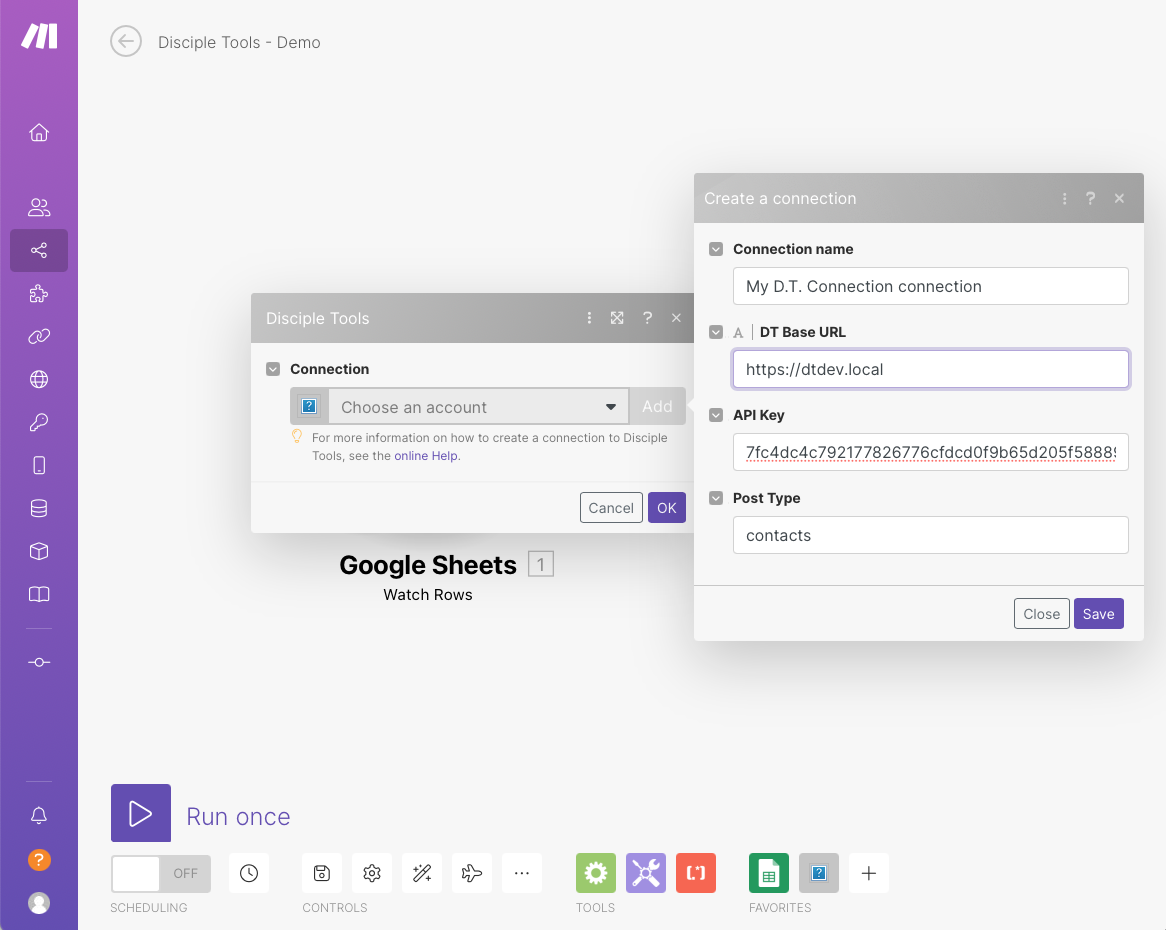 Disciple Tools - Demo
Create a connection
Connection name
My D.T. Connection connection
A DT Base URL
https://dtdev.local
API Key
7fc4dc4c792177826776cfdcd0f9b65d205f5888
Post Type
contacts
Close Save
Disciple Tools
Connection
Choose an account
Add
For more information on how to create a connection to Disciple
Tools, see the online Help.
Cancel OK
Google Sheets 1
Watch Rows
Run once
OFF
SCHEDULING
CONTROLS
TOOLS
[.*]
FAVORITES